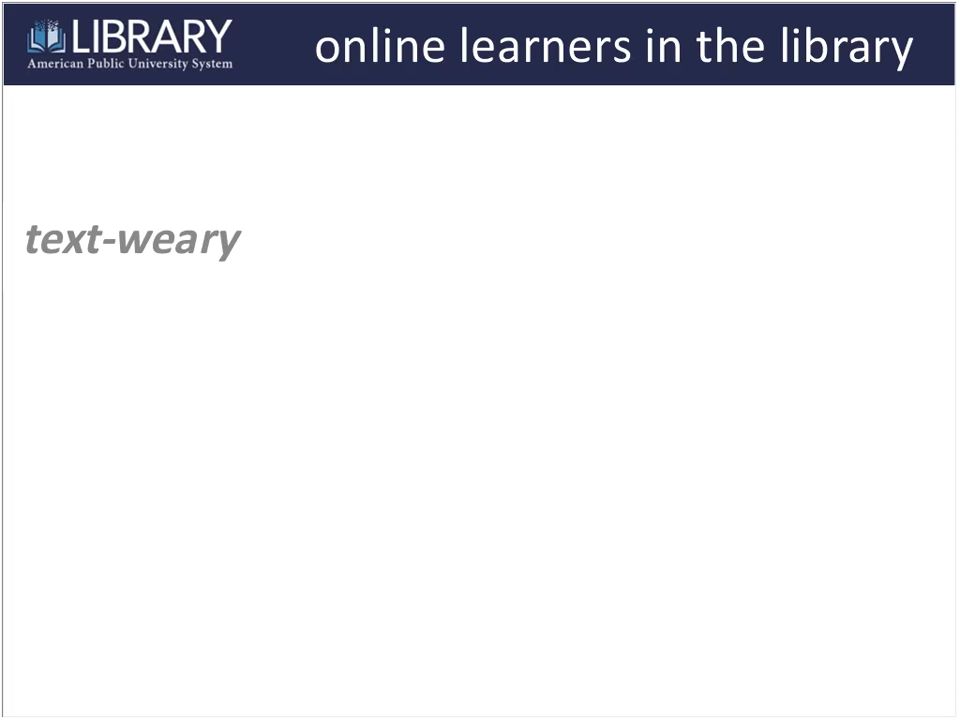 LIBRARY
American Public University System
online learners in the library
text-weary